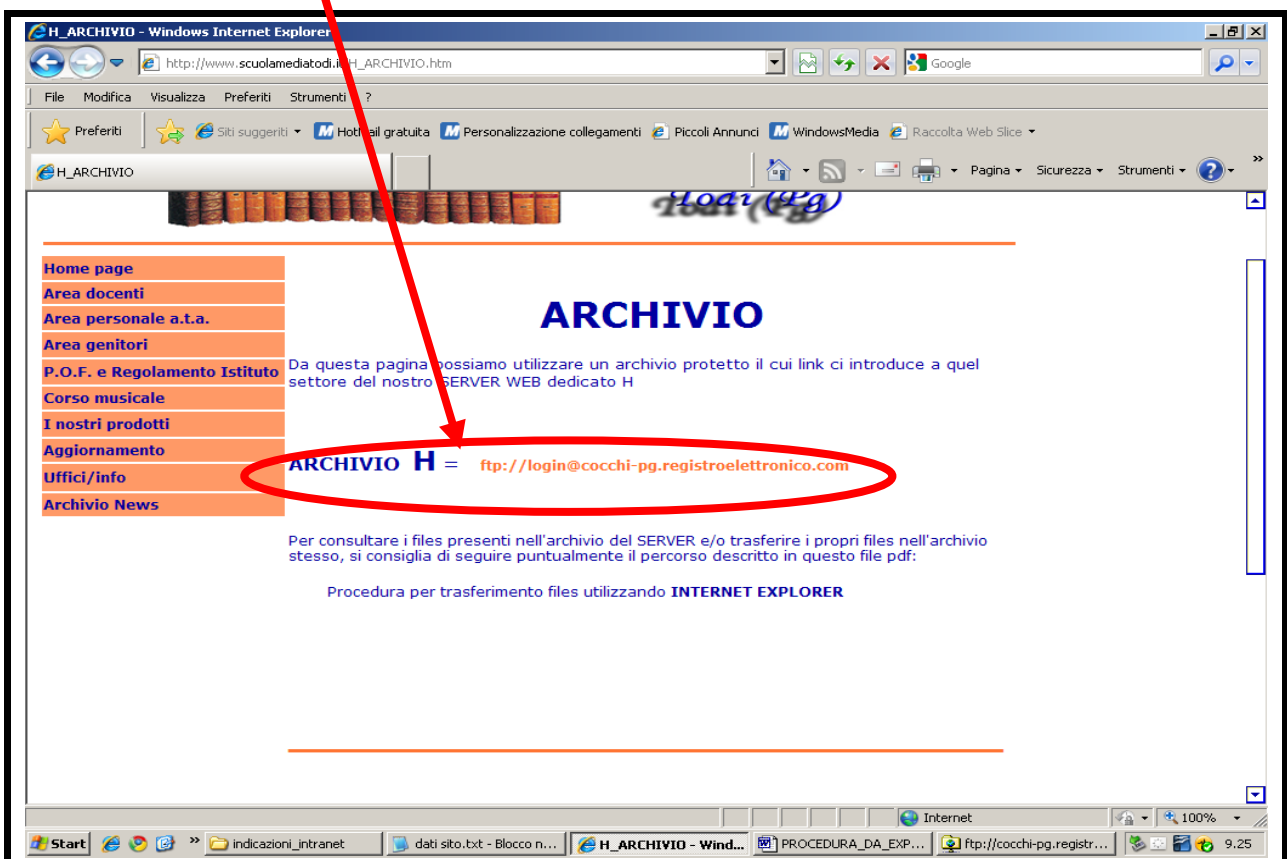 H_ARCHIVIO - Windows Internet Explorer
http://www.scuolamediatodi.it/H_ARCHIVIO.htm
Google
File Modifica Visualizza Preferiti Strumenti ?
Preferiti Siti suggeriti Hotmail gratuita Personalizzazione collegamenti Piccoli Annunci WindowsMedia Raccolta Web Slice
H_ARCHIVIO
Pagina Sicurezza Strumenti »
Todi (Pg)
Home page
Area docenti
Area personale a.t.a.
Area genitori
P.O.F. e Regolamento Istituto
Corso musicale
I nostri prodotti
Aggiornamento
Uffici/info
Archivio News
ARCHIVIO
Da questa pagina possiamo utilizzare un archivio protetto il cui link ci introduce a quel
settore del nostro SERVER WEB dedicato H
ARCHIVIO H = ftp://login@cocchi-pg.registroelettronico.com
Per consultare i files presenti nell'archivio del SERVER e/o trasferire i propri files nell'archivio
stesso, si consiglia di seguire puntualmente il percorso descritto in questo file pdf:
Procedura per trasferimento files utilizzando INTERNET EXPLORER
Internet 100%
Start » indicazioni_intranet dati sito.txt - Blocco n... H_ARCHIVIO - Wind... PROCEDURA_DA_EXP... ftp://cocchi-pg.registr... 9.25